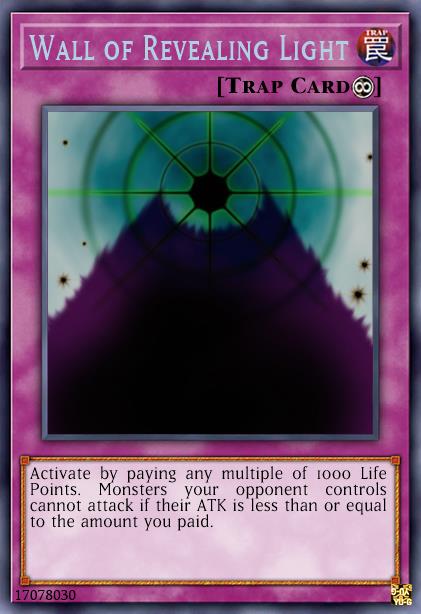 WALL OF REVEALING LIGHT
TRAP
罠
[TRAP CARD]
Activate by paying any multiple of 1000 Life
Points. Monsters your opponent controls
cannot attack if their ATK is less than or equal
to the amount you paid.
17078030